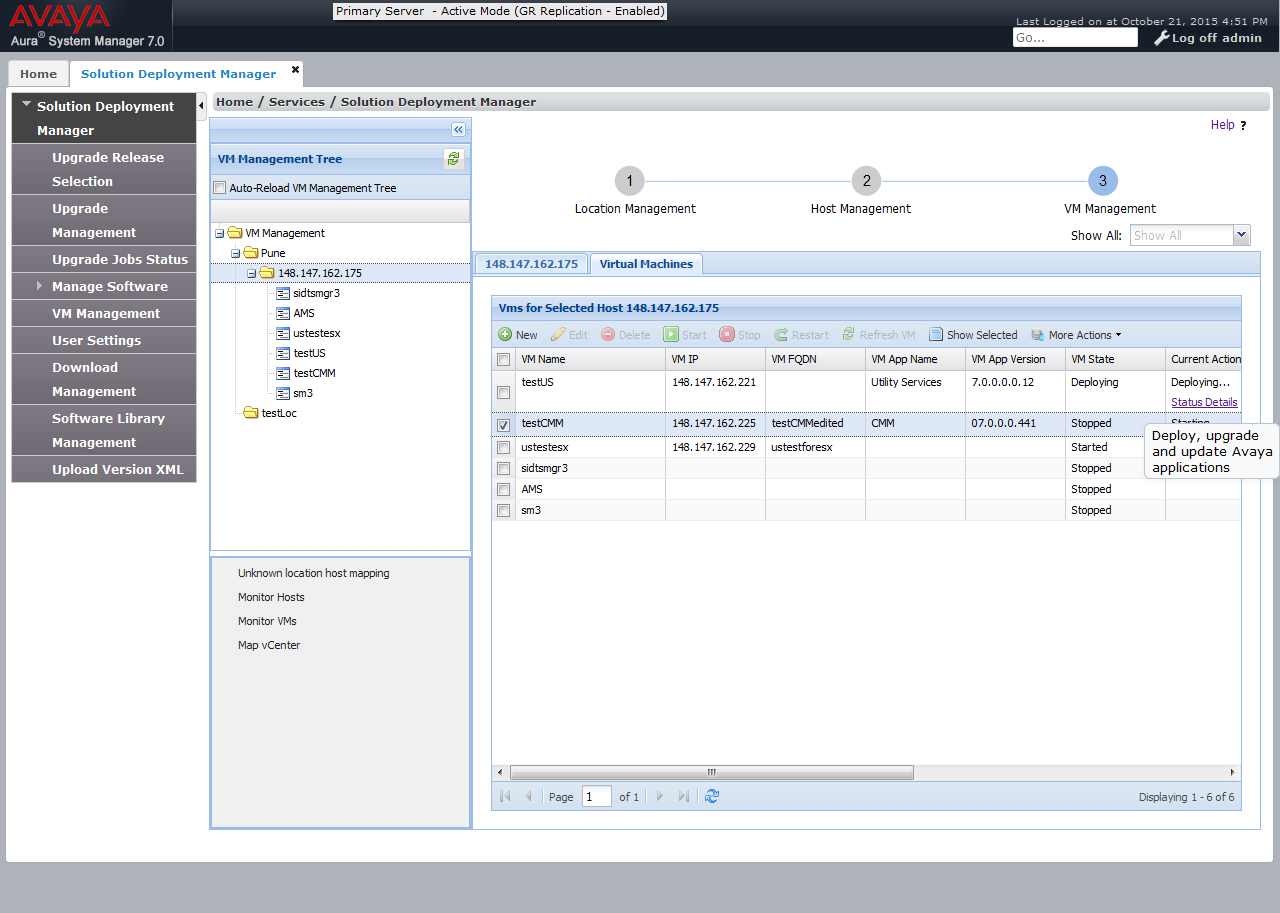 AVAYA
Aura® System Manager 7.0
Primary Server - Active Mode (GR Replication - Enabled)
Last Logged on at October 21, 2015 4:51 PM
Go...
Log off admin
Home
Solution Deployment Manager
Solution Deployment
Manager
Upgrade Release
Selection
Upgrade
Management
Upgrade Jobs Status
Manage Software
VM Management
User Settings
Download
Management
Software Library
Management
Upload Version XML
Home / Services / Solution Deployment Manager
Help ?
VM Management Tree
Auto-Reload VM Management Tree
VM Management
Pune
148.147.162.175
sidtsmgr3
AMS
ustestesx
testUS
testCMM
sm3
testLoc
Unknown location host mapping
Monitor Hosts
Monitor VMs
Map vCenter
1 2 3
Location Management Host Management VM Management
Show All: Show All
148.147.162.175 Virtual Machines
Vms for Selected Host 148.147.162.175
New Edit Delete Start Stop Restart Refresh VM Show Selected More Actions
VM Name VM IP VM FQDN VM App Name VM App Version VM State Current Action
testUS 148.147.162.221 Utility Services 7.0.0.0.0.12 Deploying Deploying...
Status Details
testCMM 148.147.162.225 testCMMedited CMM 07.0.0.0.441 Stopped Starting
ustestesx 148.147.162.229 ustestforesx Started
sidtsmgr3 Stopped
AMS Stopped
sm3 Stopped
Deploy, upgrade
and update Avaya
applications
Page 1 of 1
Displaying 1 - 6 of 6